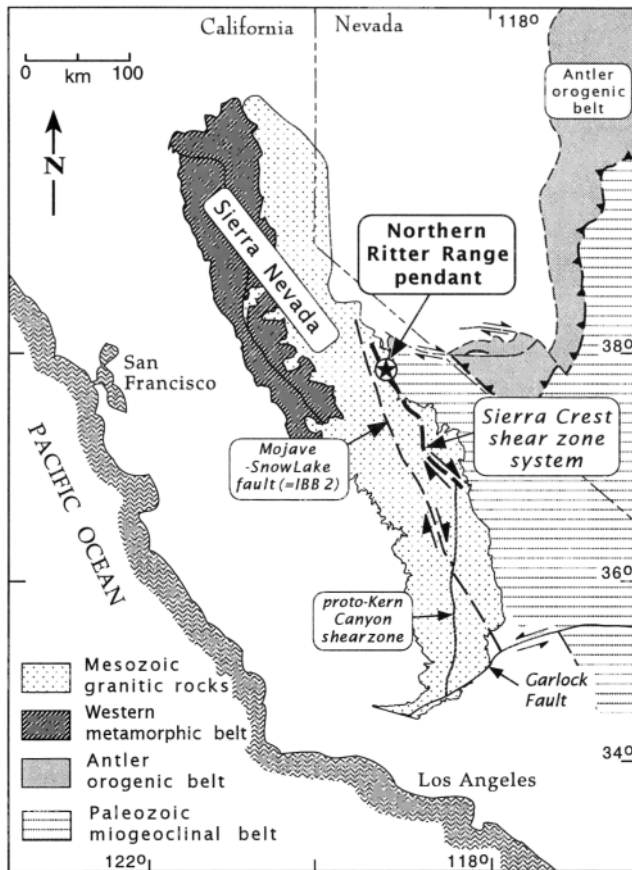 California Nevada
118°
0 100
km
N
Antler
orogenic
belt
Sierra Nevada
Northern
Ritter Range
pendant
38°
San
Francisco
Sierra Crest
shear zone
system
Mojave
-SnowLake
fault (=IBB 2)
PACIFIC OCEAN
36°
proto-Kern
Canyon
shearzone
Garlock
Fault
Mesozoic
granitic rocks
Western
metamorphic belt
Antler
orogenic belt
Paleozoic
miogeoclinal belt
34°
Los Angeles
122° 118°